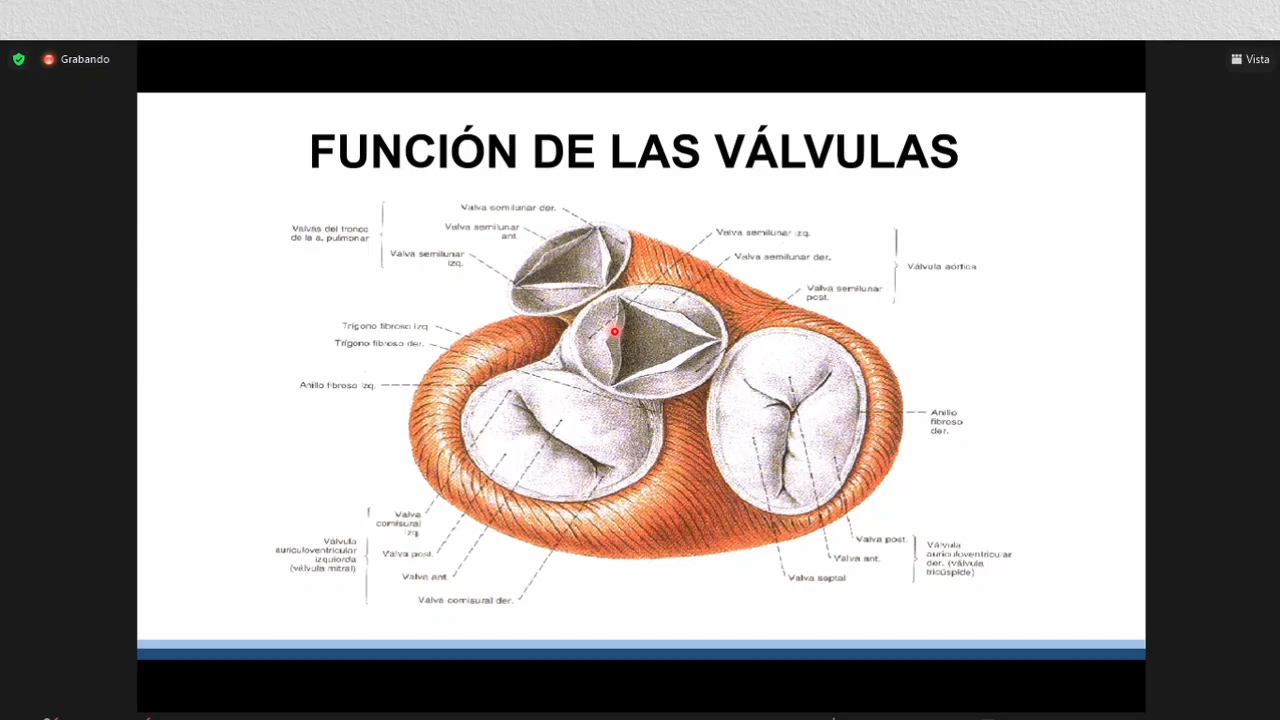 Grabando
Vista
FUNCIÓN DE LAS VÁLVULAS
Valva semilunar der.
Valvas del tronco
de la a. pulmonar
Valva semilunar
ant.
Valva semilunar
izq.
Valva semilunar izq.
Valva semilunar der.
Válvula aórtica
Valva semilunar
post.
Trígono fibroso izq
Trígono fibroso der.
Anillo fibroso izq.
Anillo
fibroso
der.
Valva
comisural
izq
Válvula
auriculoventricular
izquierda
(válvula mitral)
Valva post.
Valva ant.
Valva comisural der.
Valva post.
Valva ant.
Valva septal
Válvula
auriculoventricular
der. (válvula
tricúspide)